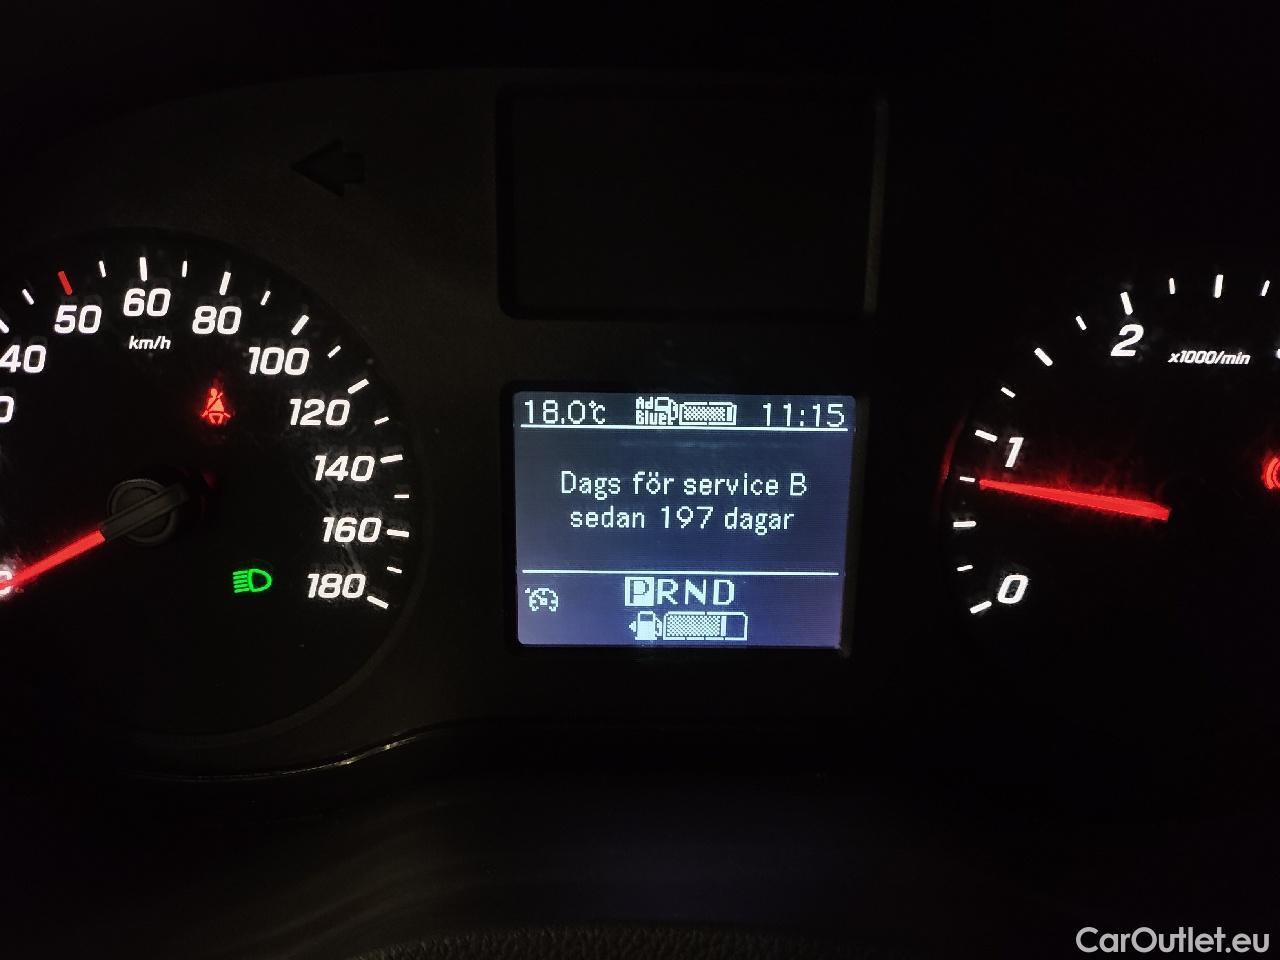 40
50
60
80
100
120
140
160
180
km/h
18.0°C AdBlue 11:15
Dags för service B
sedan 197 dagar
PRND
2
x1000/min
1
0
CarOutlet.eu